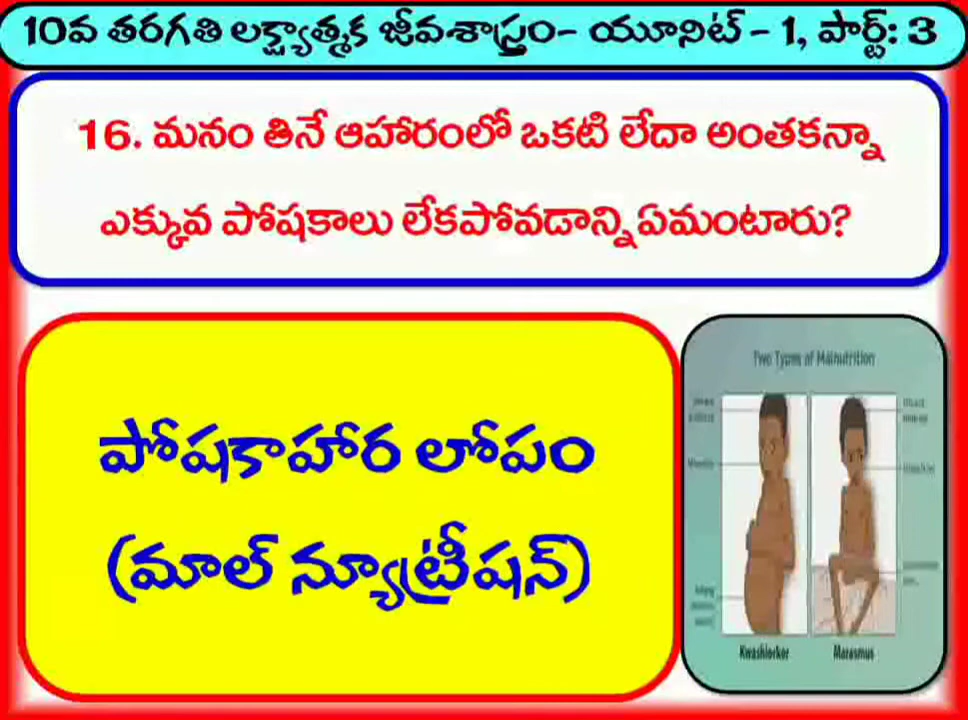 10వ తరగతి లక్ష్యాత్మక జీవశాస్త్రం- యూనిట్ - 1, పార్ట్: 3
16. మనం తినే ఆహారంలో ఒకటి లేదా అంతకన్నా
ఎక్కువ పోషకాలు లేకపోవడాన్ని ఏమంటారు?
పోషకాహార లోపం
(మాల్ న్యూట్రీషన్)
Two Types of Malnutrition
Kwashiorkor
Marasmus